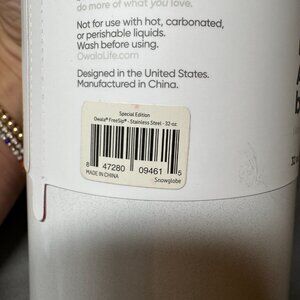 do more of what you love.
Not for use with hot, carbonated,
or perishable liquids.
Wash before using.
OwalaLife.com
Designed in the United States.
Manufactured in China.
Special Edition
Owala® FreeSip® - Stainless Steel - 32 oz
8 47280 09461 5
MADE IN CHINA
Snowglobe